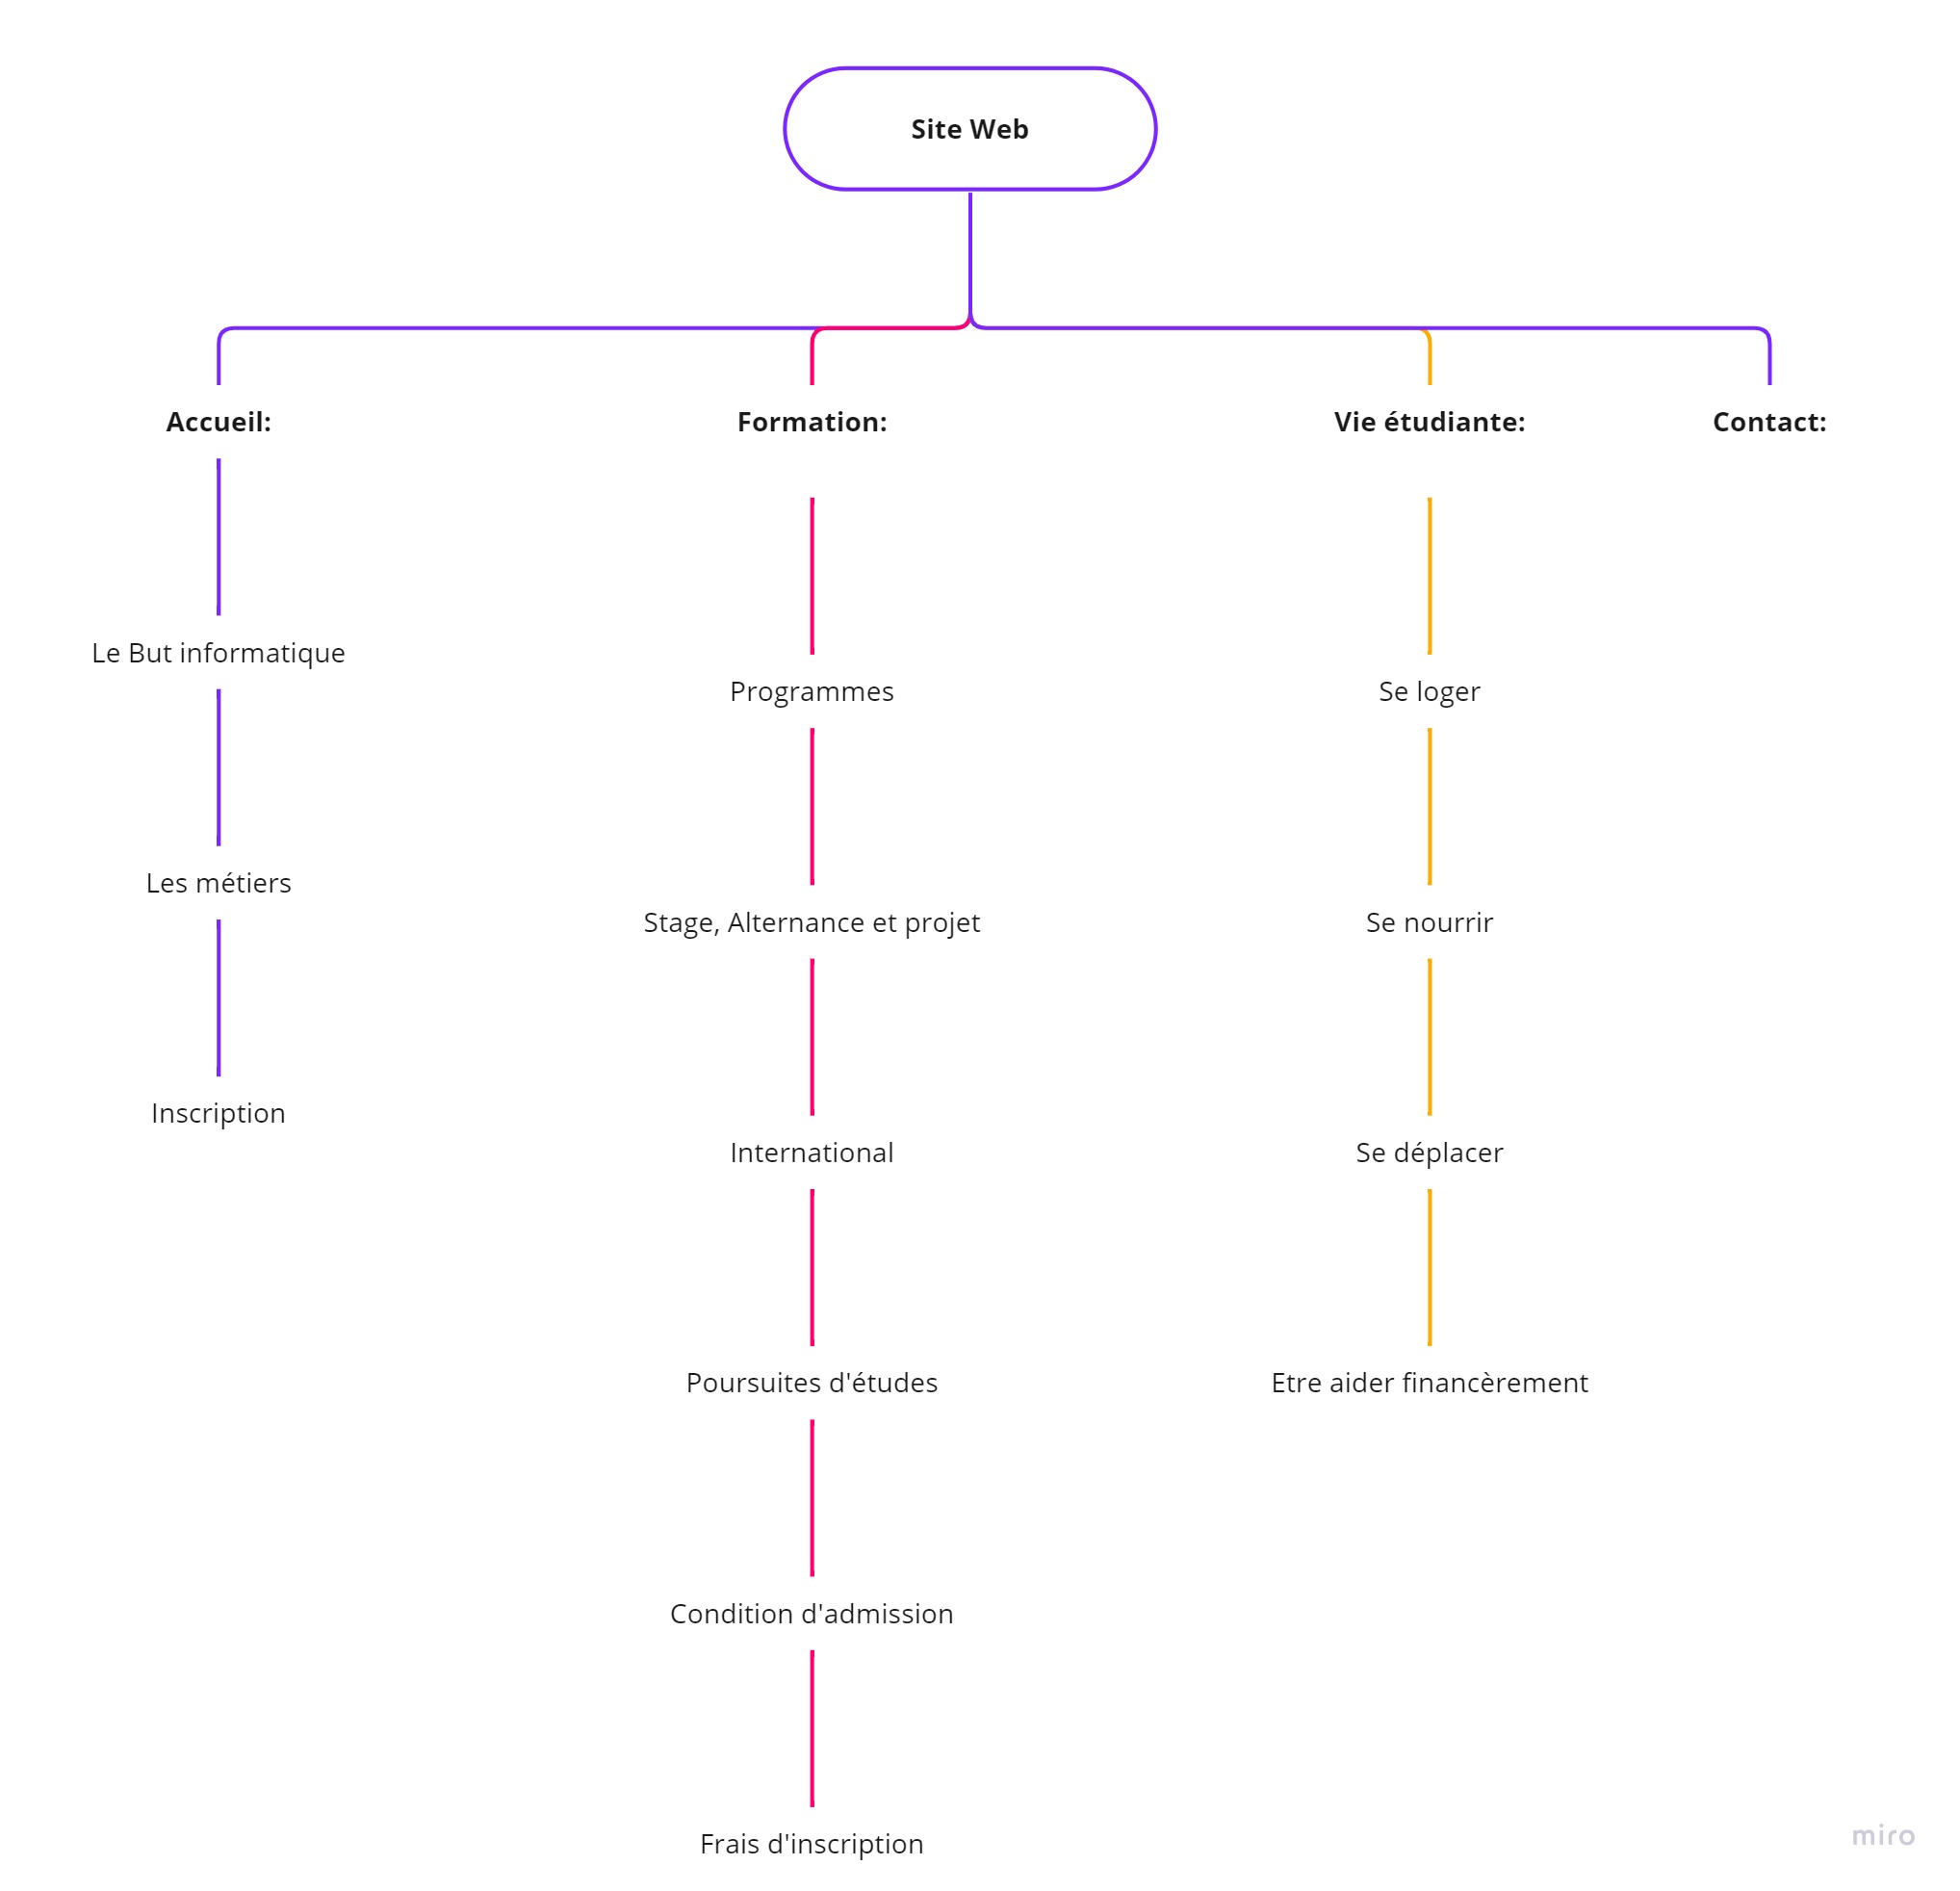 Site Web
Accueil:
Le But informatique
Les métiers
Inscription
Formation:
Programmes
Stage, Alternance et projet
International
Poursuites d'études
Condition d'admission
Frais d'inscription
Vie étudiante:
Se loger
Se nourrir
Se déplacer
Etre aider financèrement
Contact:
miro